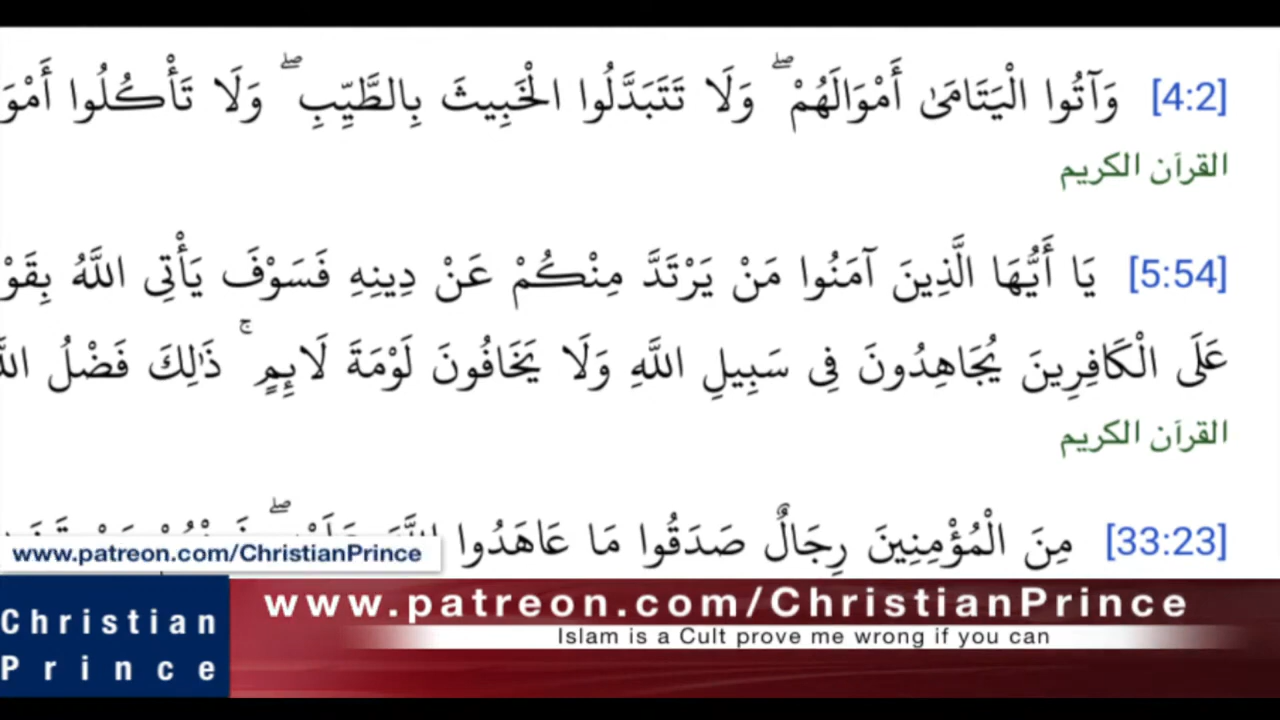 [4:2] وَآتُوا الْيَتَامَىٰ أَمْوَالَهُمْ ۖ وَلَا تَتَبَدَّلُوا الْخَبِيثَ بِالطَّيِّبِ ۖ وَلَا تَأْكُلُوا
القرآن الكريم
[5:54] يَا أَيُّهَا الَّذِينَ آمَنُوا مَنْ يَرْتَدَّ مِنْكُمْ عَنْ دِينِهِ فَسَوْفَ يَأْتِي اللَّهُ
عَلَى الْكَافِرِينَ يُجَاهِدُونَ فِي سَبِيلِ اللَّهِ وَلَا يَخَافُونَ لَوْمَةَ لَائِمٍ ۚ ذَٰلِكَ فَضْلُ
القرآن الكريم
[33:23] مِنَ الْمُؤْمِنِينَ رِجَالٌ صَدَقُوا مَا عَاهَدُوا
www.patreon.com/ChristianPrince
Christian
Prince
www.patreon.com/ChristianPrince
Islam is a Cult prove me wrong if you can